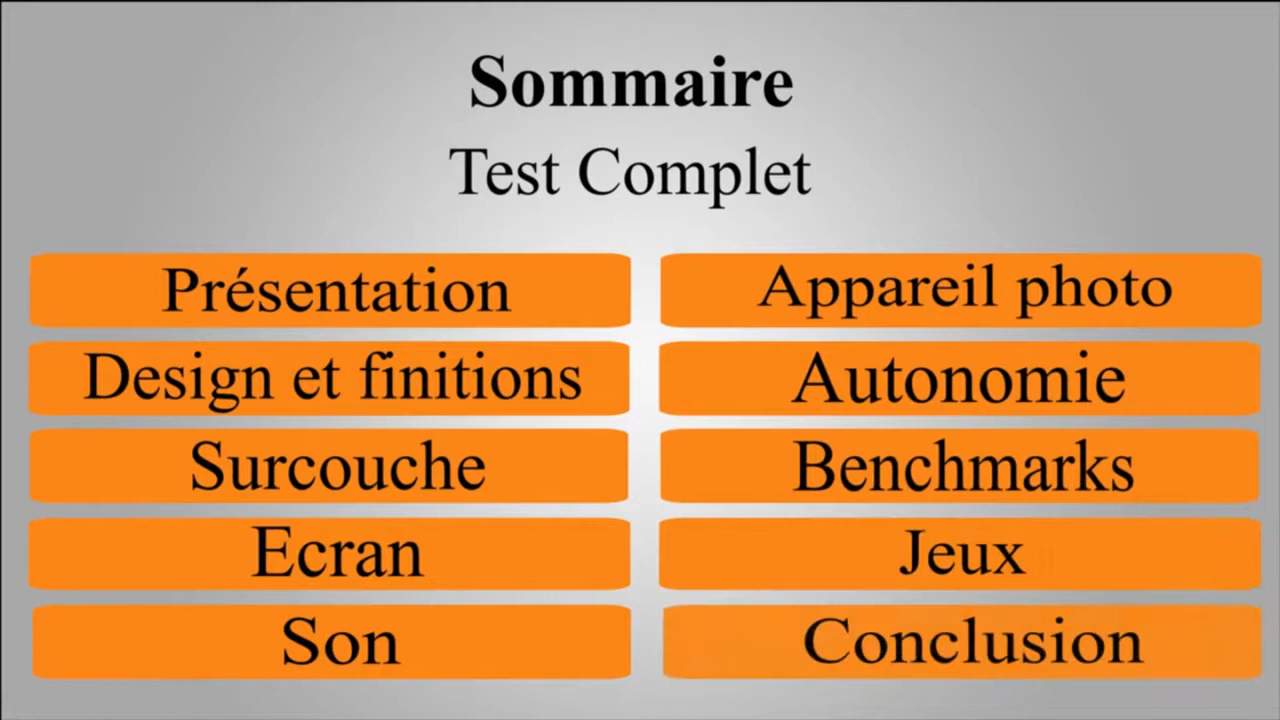 Sommaire
Test Complet
Présentation
Design et finitions
Surcouche
Ecran
Son
Appareil photo
Autonomie
Benchmarks
Jeux
Conclusion